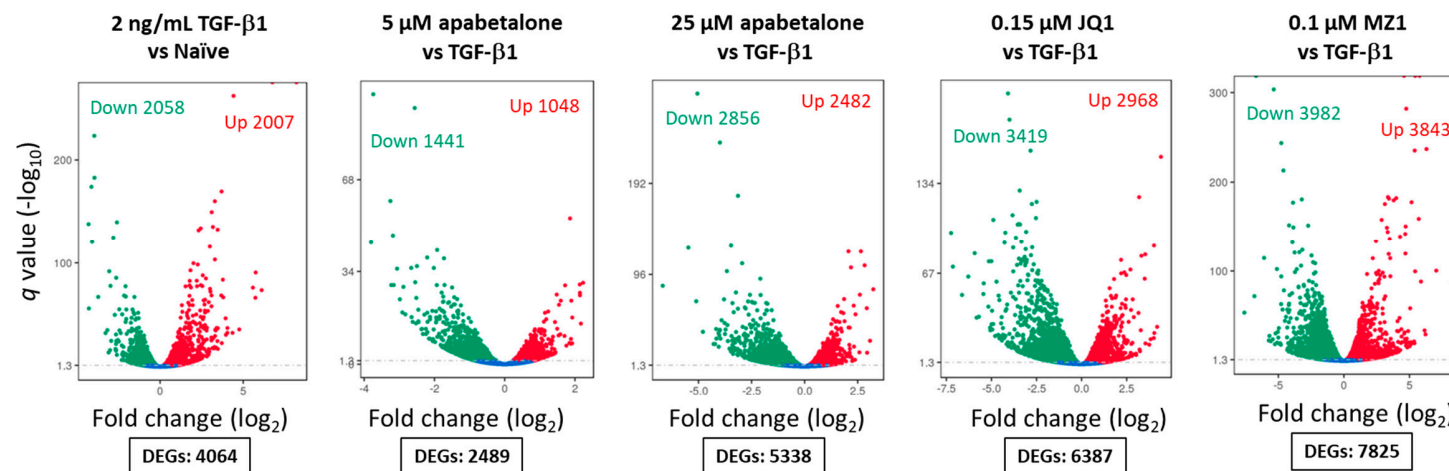 2 ng/mL TGF-β1
vs Naïve
5 µM apabetalone
vs TGF-β1
25 µM apabetalone
vs TGF-β1
0.15 µM JQ1
vs TGF-β1
0.1 µM MZ1
vs TGF-β1
q value (-log10)
Down 2058
Up 2007
200
100
1.3
0
5
Fold change (log2)
DEGs: 4064
Up 1048
Down 1441
68
34
1.3
-6
-4
-2
0
2
Fold change (log2)
DEGs: 2489
Up 2482
Down 2856
192
96
1.3
-5.0
-2.5
0.0
2.5
Fold change (log2)
DEGs: 5338
Up 2968
Down 3419
134
67
1.3
-7.5
-5.0
-2.5
0.0
2.5
Fold change (log2)
DEGs: 6387
Down 3982
Up 3843
300
200
100
1.3
-5
0
5
Fold change (log2)
DEGs: 7825